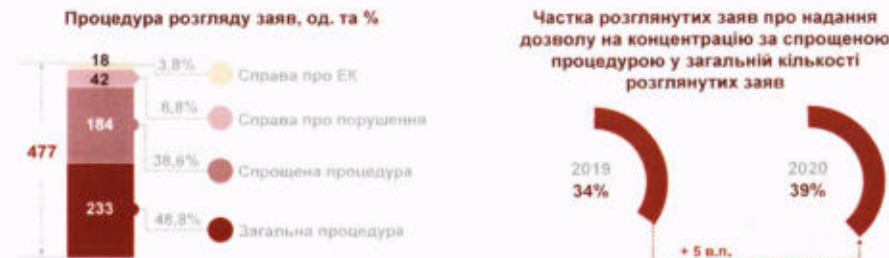 Процедура розгляду заяв, од. та %
18
42
184
477
233
3,8%
Справа про ЕК
8,8%
Справа про порушення
38,6%
Спрощена процедура
48,8%
Загальна процедура
Частка розглянутих заяв про надання
дозволу на концентрацію за спрощеною
процедурою у загальній кількості
розглянутих заяв
2019
34%
2020
39%
+ 5 в.п.